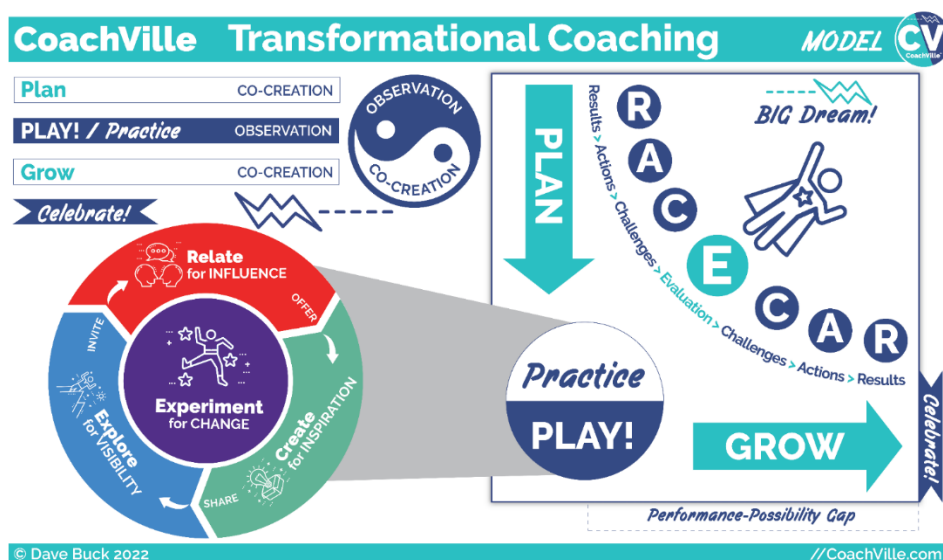 CoachVille Transformational Coaching MODEL
CV
CoachVille
Plan CO-CREATION
PLAY! / Practice OBSERVATION
Grow CO-CREATION
Celebrate!
OBSERVATION
CO-CREATION
Relate
for INFLUENCE
OFFER
Create
for INSPIRATION
SHARE
Explore
for VISIBILITY
INVITE
Experiment
for CHANGE
PLAN
R
A
C
E
C
A
R
Results > Actions > Challenges > Evaluation > Challenges > Actions > Results
BIG Dream!
Practice
PLAY!
GROW
Celebrate!
Performance-Possibility Gap
© Dave Buck 2022
//CoachVille.com